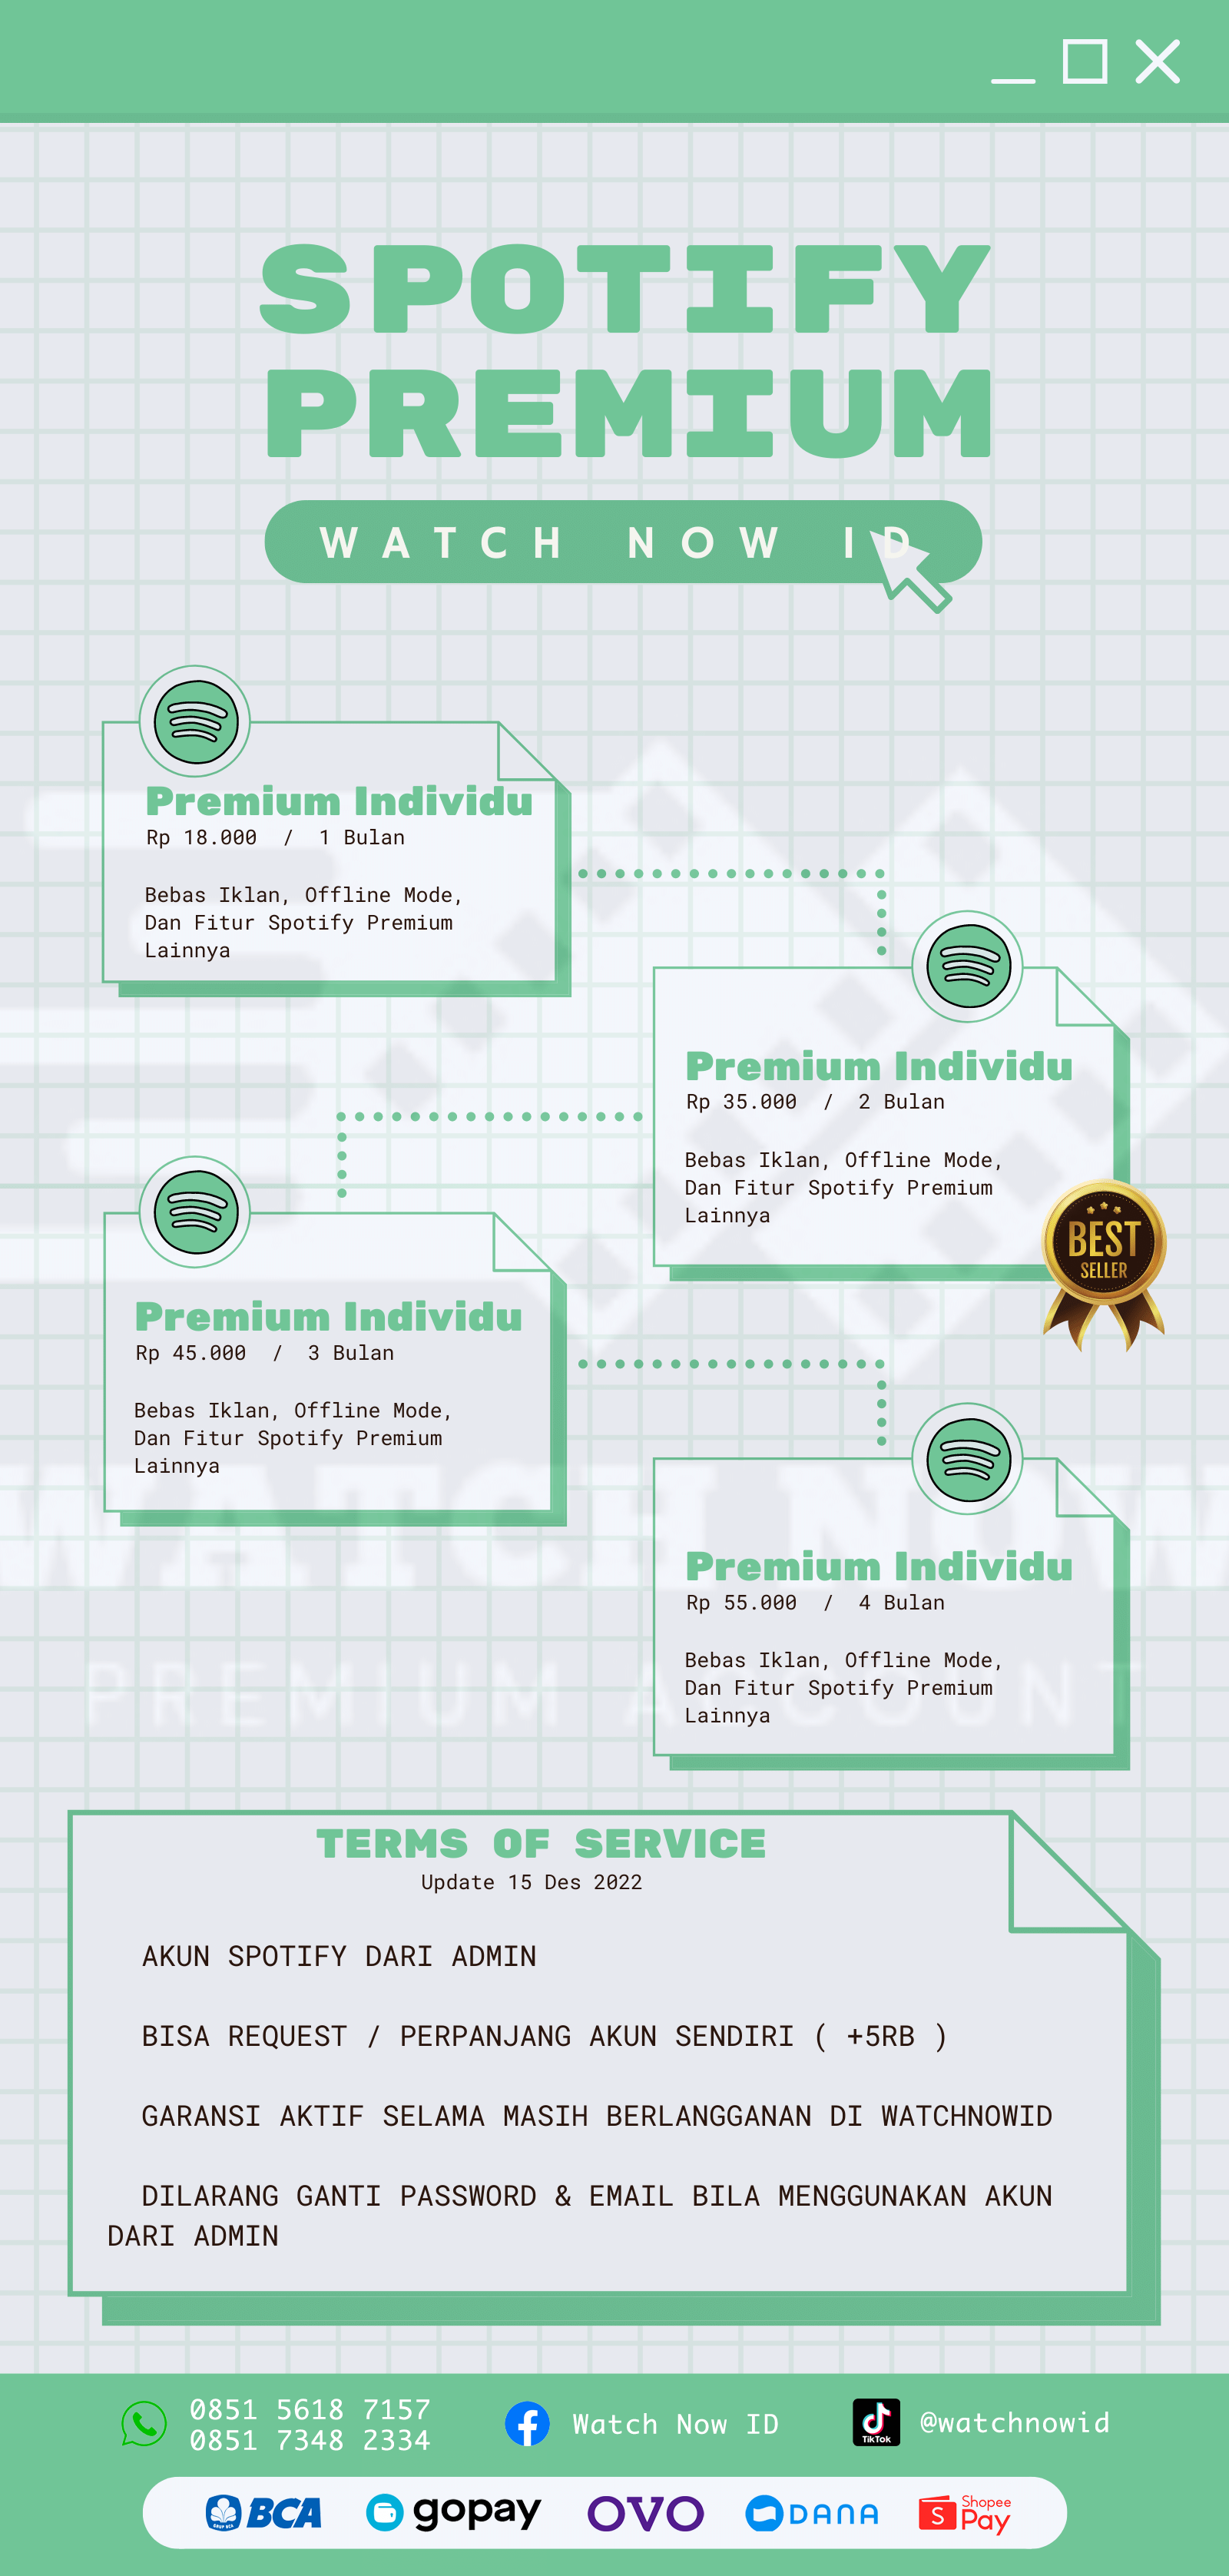 SPOTIFY
PREMIUM
WATCH NOW ID
Premium Individu
Rp 18.000 / 1 Bulan
Bebas Iklan, Offline Mode,
Dan Fitur Spotify Premium
Lainnya
Premium Individu
Rp 35.000 / 2 Bulan
Bebas Iklan, Offline Mode,
Dan Fitur Spotify Premium
Lainnya
BEST
SELLER
Premium Individu
Rp 45.000 / 3 Bulan
Bebas Iklan, Offline Mode,
Dan Fitur Spotify Premium
Lainnya
WATCH NOW
Premium Individu
Rp 55.000 / 4 Bulan
Bebas Iklan, Offline Mode,
Dan Fitur Spotify Premium
Lainnya
PREMIUM ACCOUNT
TERMS OF SERVICE
Update 15 Des 2022
AKUN SPOTIFY DARI ADMIN
BISA REQUEST / PERPANJANG AKUN SENDIRI ( +5RB )
GARANSI AKTIF SELAMA MASIH BERLANGGANAN DI WATCHNOWID
DILARANG GANTI PASSWORD & EMAIL BILA MENGGUNAKAN AKUN
DARI ADMIN
0851 5618 7157
0851 7348 2334
Watch Now ID
TikTok
@watchnowid
BCA
gopay
OVO
DANA
S
Shopee
Pay